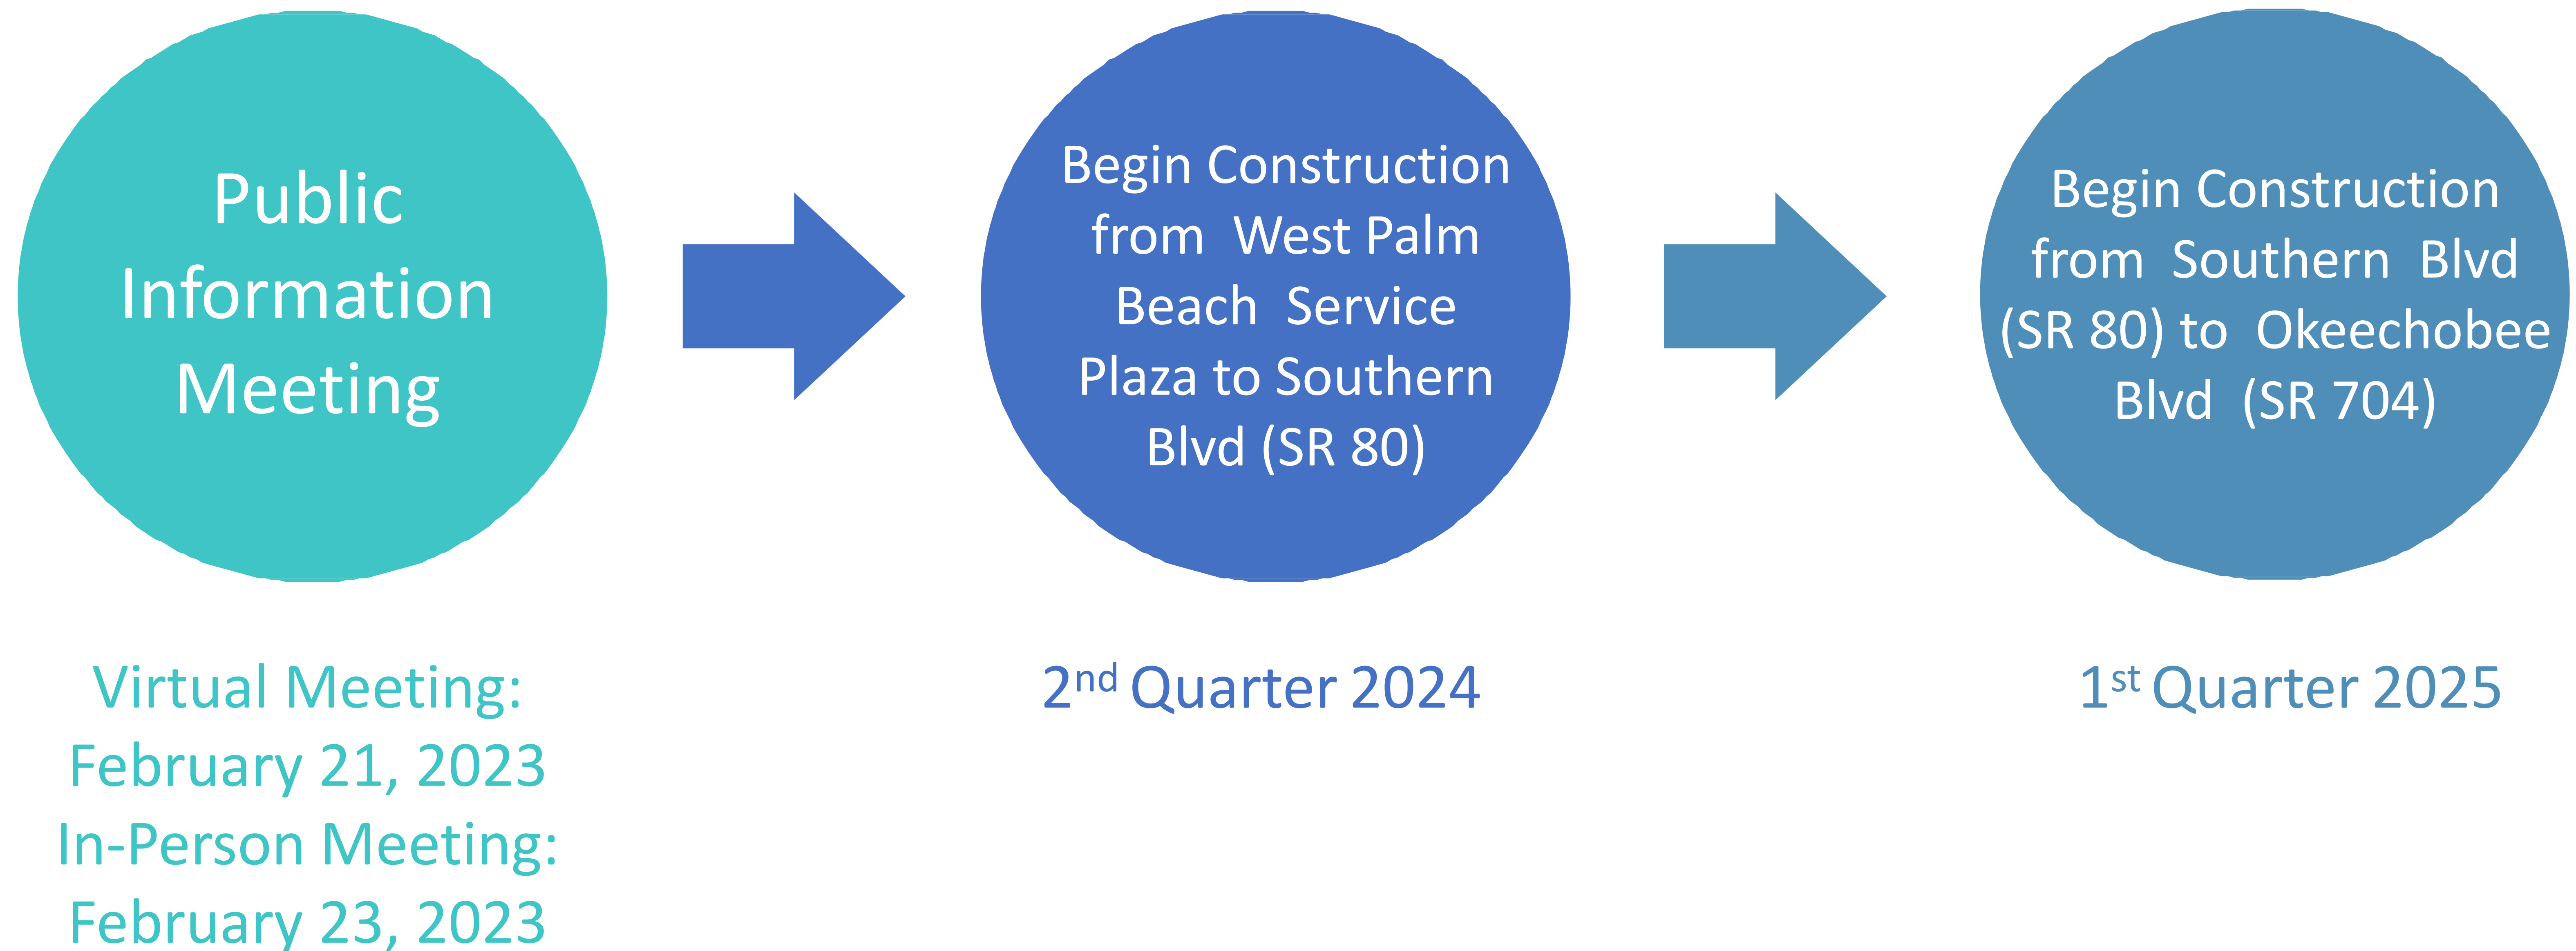 Public
Information
Meeting
Virtual Meeting:
February 21, 2023
In-Person Meeting:
February 23, 2023
Begin Construction
from West Palm
Beach Service
Plaza to Southern
Blvd (SR 80)
2nd Quarter 2024
Begin Construction
from Southern Blvd
(SR 80) to Okeechobee
Blvd (SR 704)
1st Quarter 2025